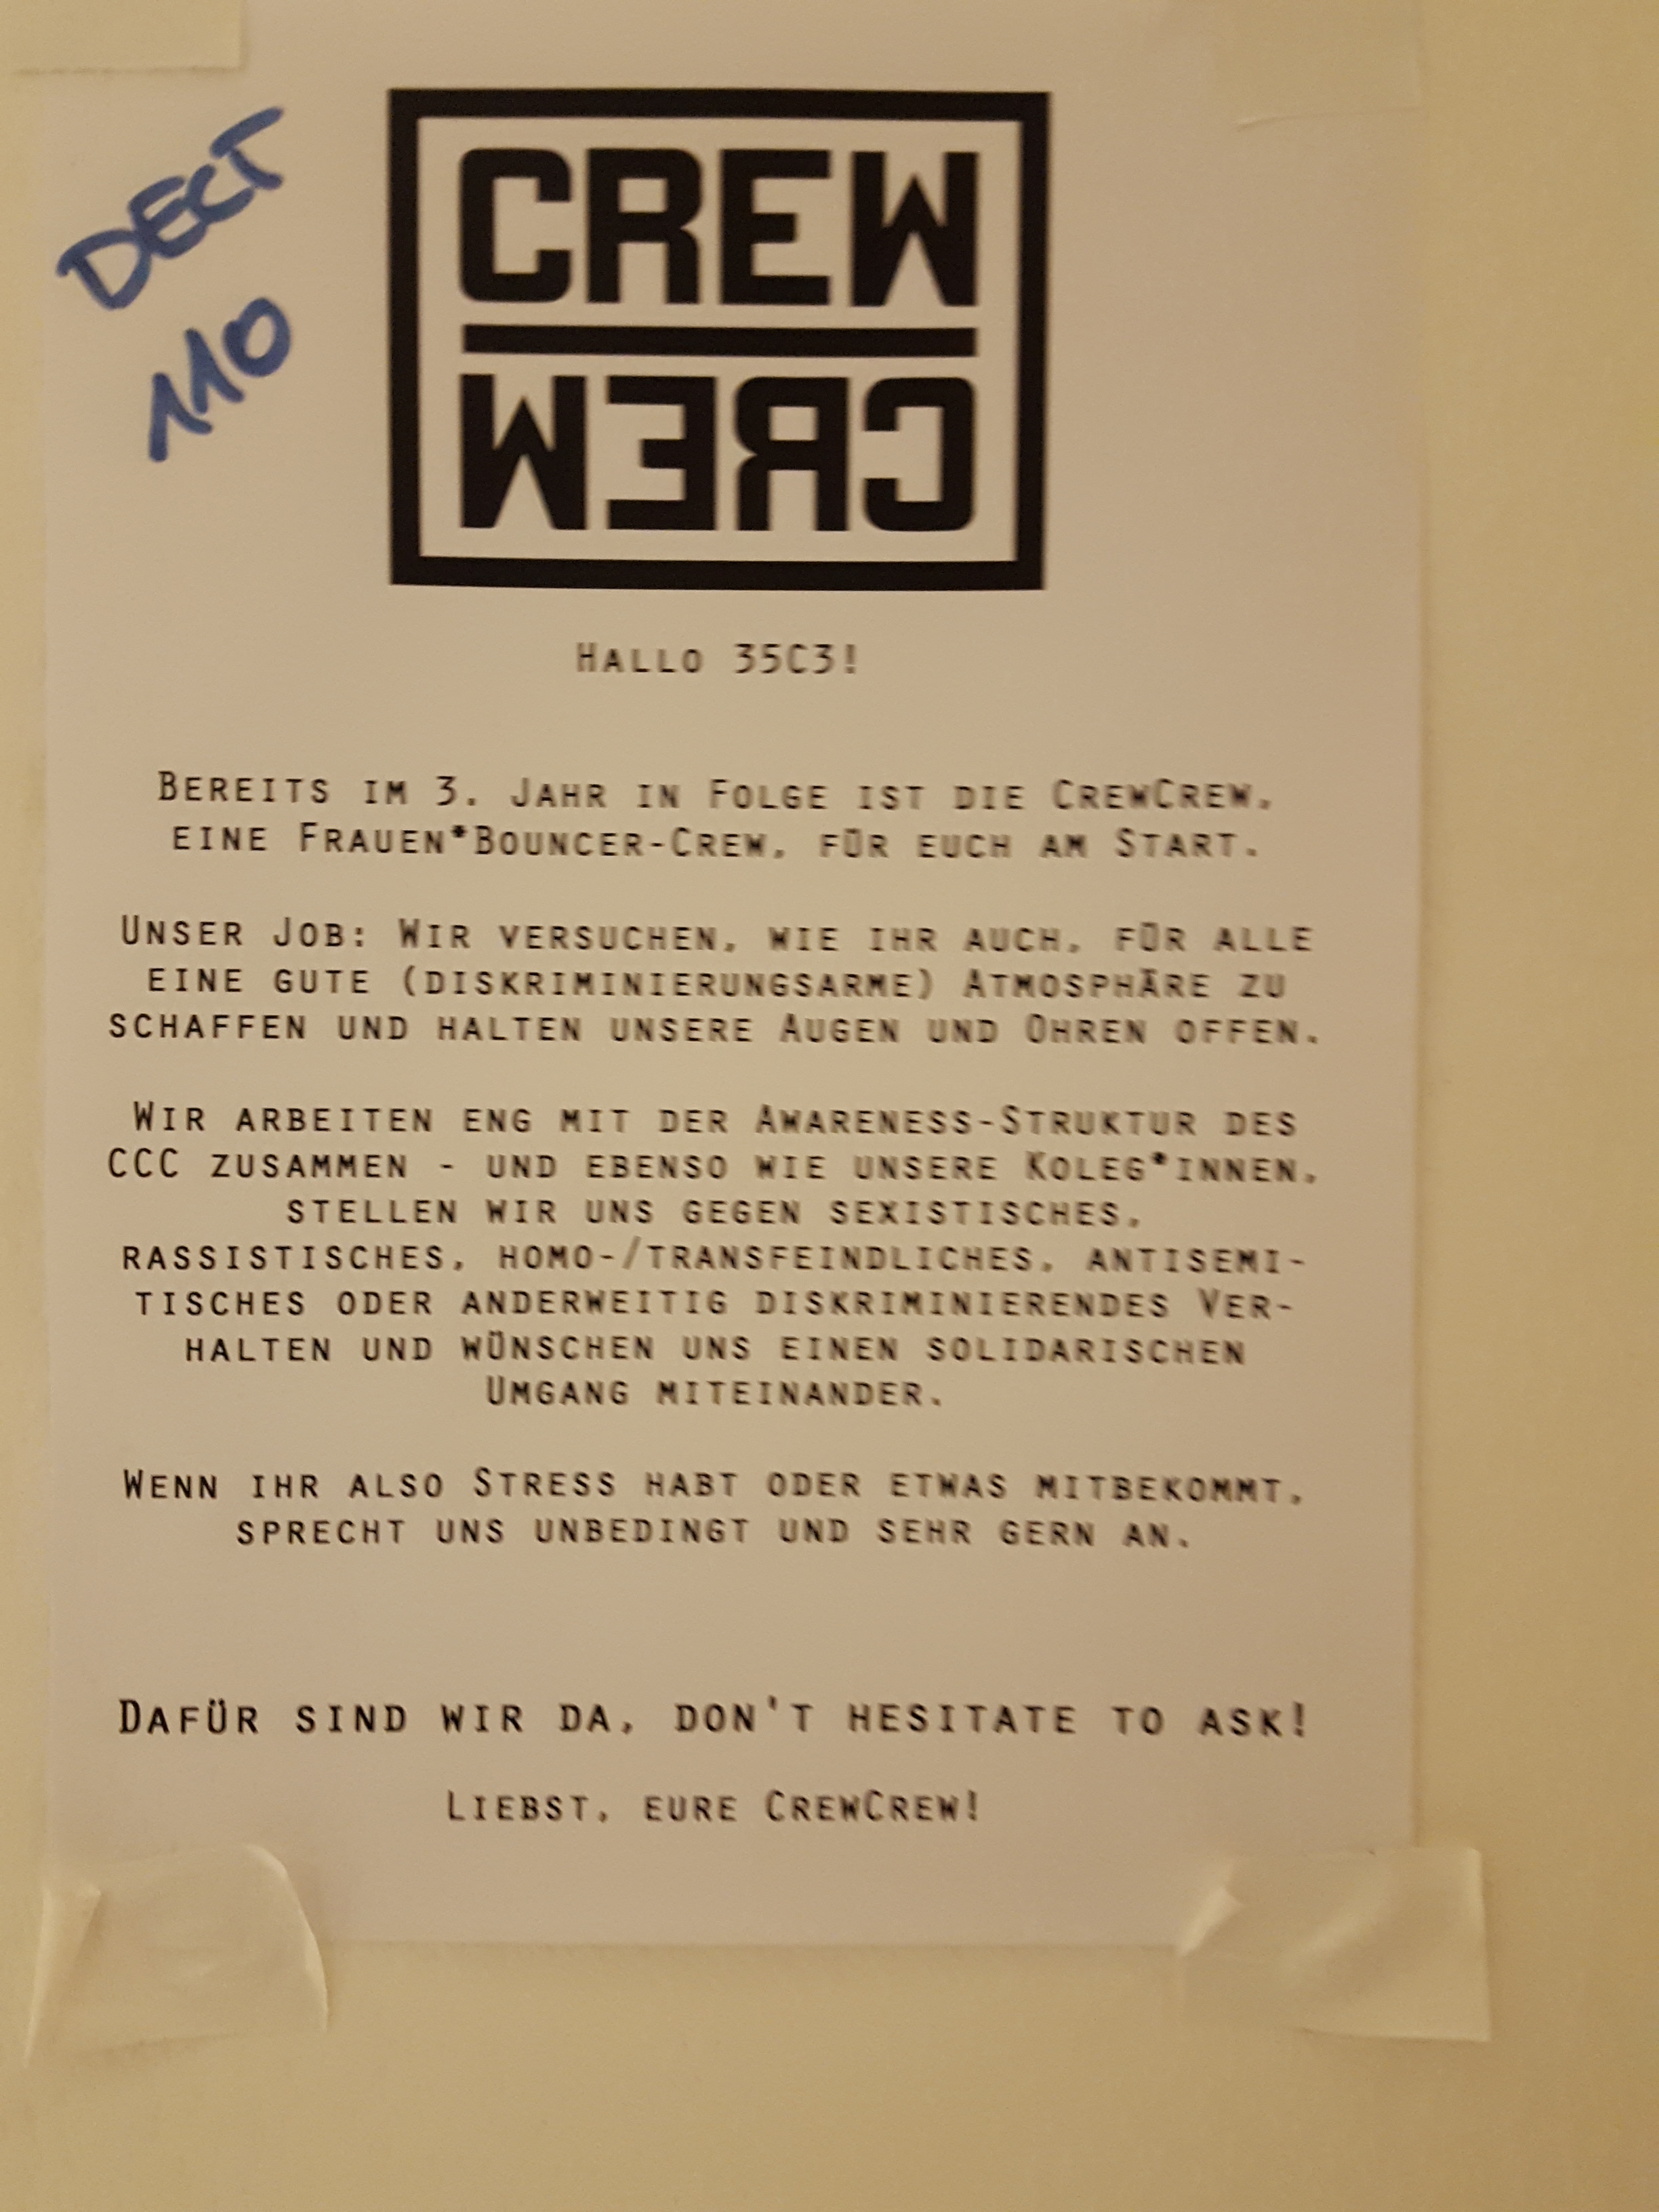 DECT
110
CREW
CREW
HALLO 35C3!
BEREITS IM 3. JAHR IN FOLGE IST DIE CREWCREW,
EINE FRAUEN*BOUNCER-CREW, FÜR EUCH AM START.
UNSER JOB: WIR VERSUCHEN, WIE IHR AUCH, FÜR ALLE
EINE GUTE (DISKRIMINIERUNGSARME) ATMOSPHÄRE ZU
SCHAFFEN UND HALTEN UNSERE AUGEN UND OHREN OFFEN.
WIR ARBEITEN ENG MIT DER AWARENESS-STRUKTUR DES
CCC ZUSAMMEN - UND EBENSO WIE UNSERE KOLEG*INNEN,
STELLEN WIR UNS GEGEN SEXISTISCHES,
RASSISTISCHES, HOMO-/TRANSFEINDLICHES, ANTISEMI-
TISCHES ODER ANDERWEITIG DISKRIMINIERENDES VER-
HALTEN UND WÜNSCHEN UNS EINEN SOLIDARISCHEN
UMGANG MITEINANDER.
WENN IHR ALSO STRESS HABT ODER ETWAS MITBEKOMMT,
SPRECHT UNS UNBEDINGT UND SEHR GERN AN.
DAFÜR SIND WIR DA, DON'T HESITATE TO ASK!
LIEBST, EURE CREWCREW!